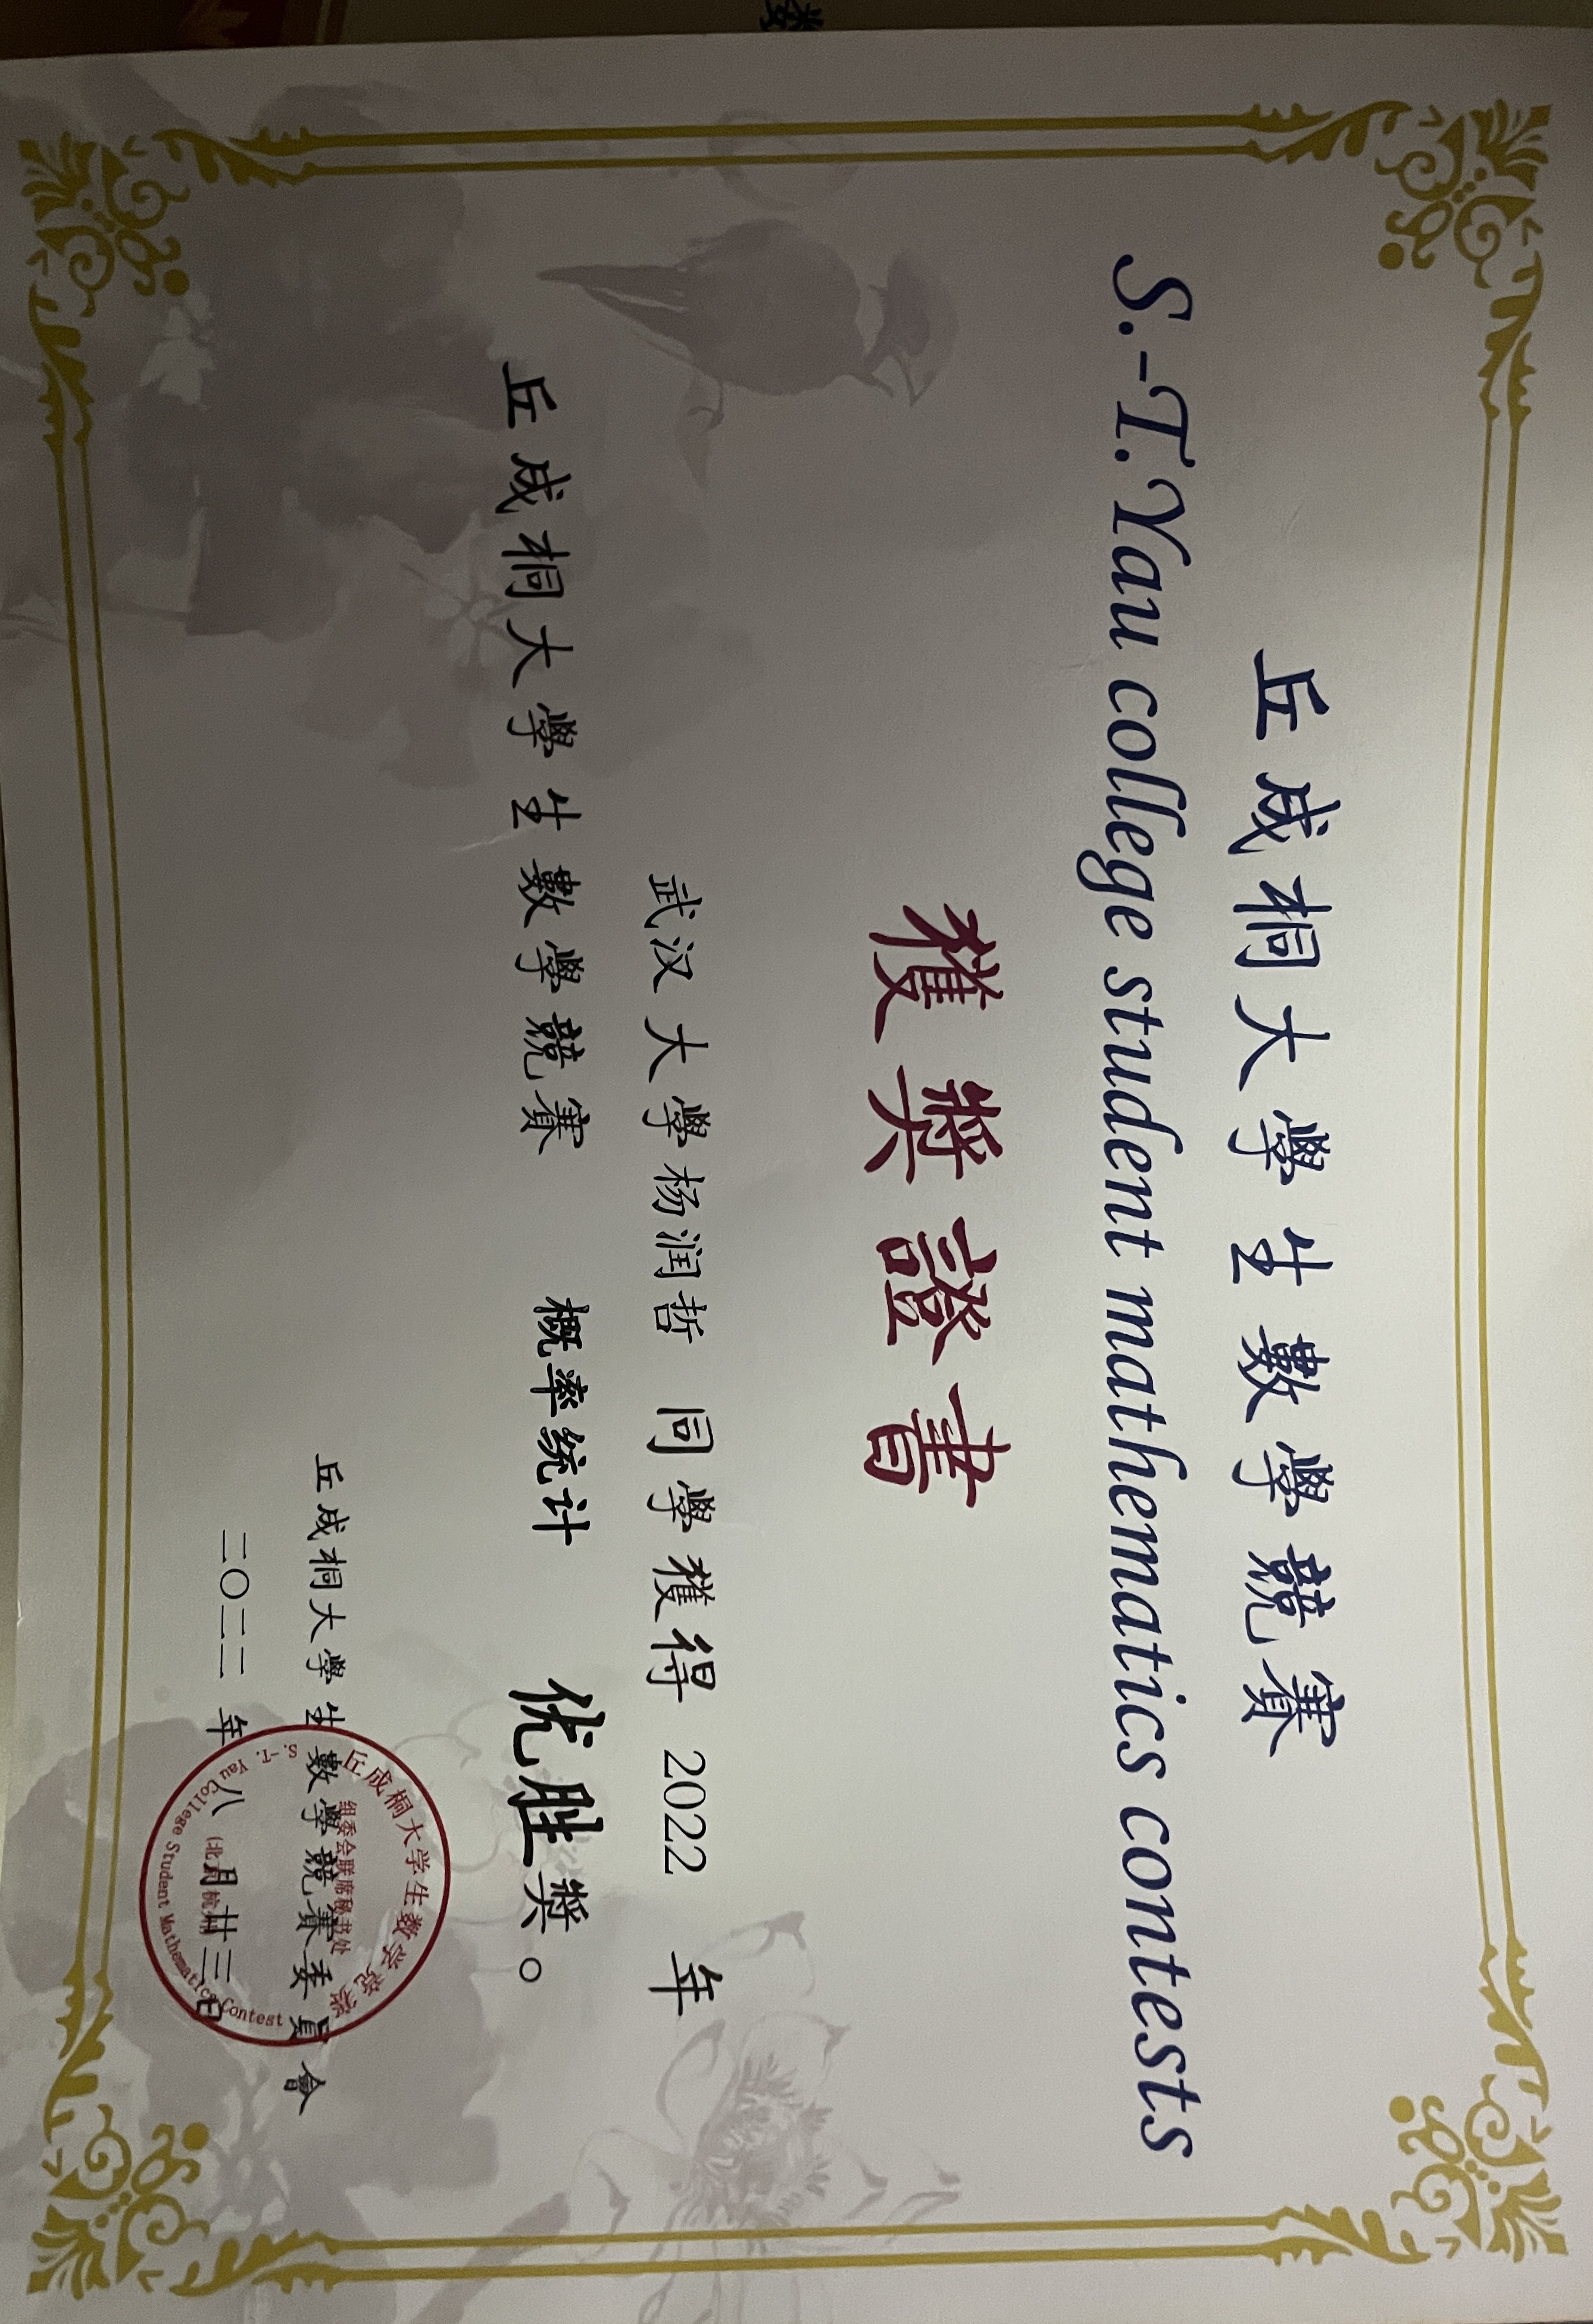 丘成桐大學生數學競賽
S.-T.Yau college student mathematics contests
獲獎證書
武汉大學杨润哲 同學獲得 2022 年
丘成桐大學生數學競賽 概率统计 优胜獎。
丘成桐大學生數學競賽委員會
二〇二二年八月廿三日
丘成桐大学生数学竞赛
组委会联席秘书处
S.-T. Yau College Student Mathematics Contest